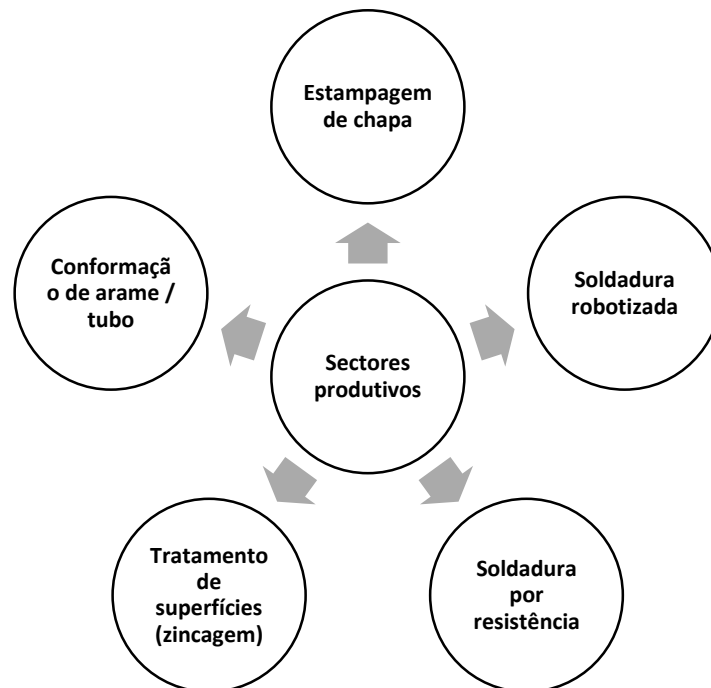 Estampagem
de chapa
Conformaçã
o de arame /
tubo
Soldadura
robotizada
Sectores
produtivos
Tratamento
de
superfícies
(zincagem)
Soldadura
por
resistência